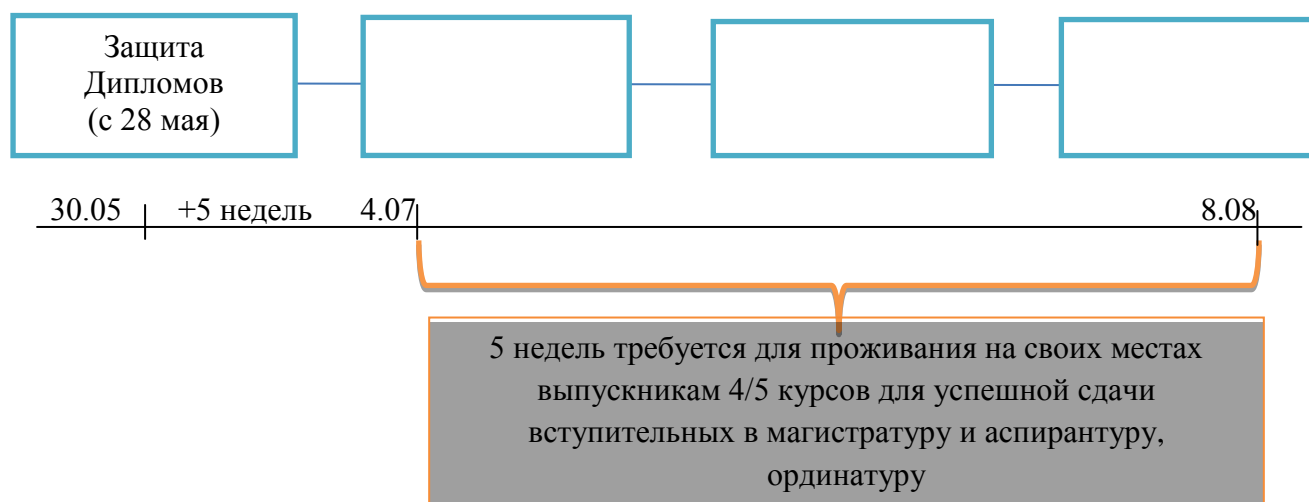 Защита
Дипломов
(с 28 мая)
30.05 +5 недель 4.07 8.08
5 недель требуется для проживания на своих местах
выпускникам 4/5 курсов для успешной сдачи
вступительных в магистратуру и аспирантуру,
ординатуру